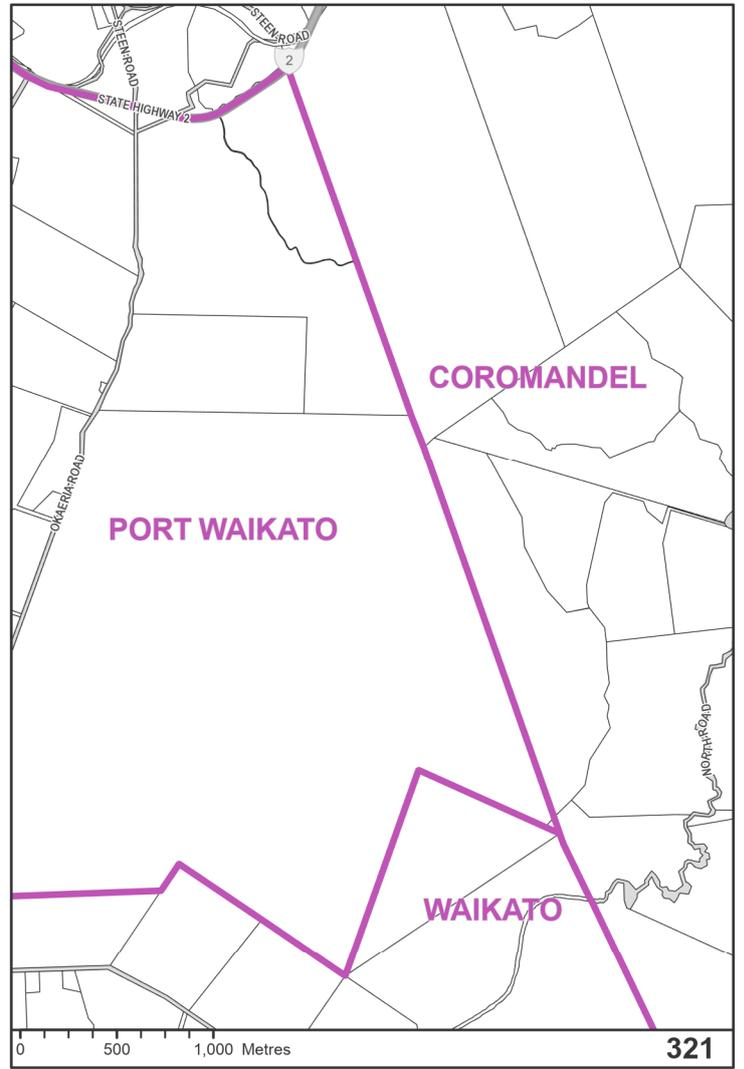 STEEN ROAD
STEEN ROAD
2
STATE HIGHWAY 2
COROMANDEL
OKAERIA ROAD
PORT WAIKATO
NORTH ROAD
WAIKATO
0 500 1,000 Metres
321